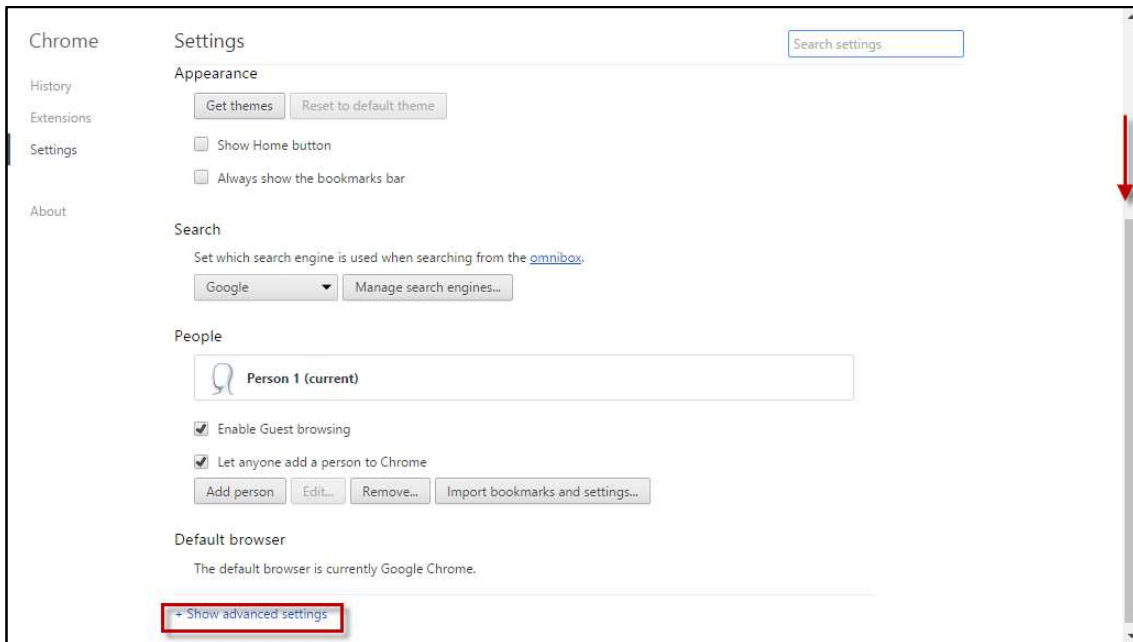 Chrome
Settings
Search settings
History
Extensions
Settings
About
Appearance
Get themes Reset to default theme
Show Home button
Always show the bookmarks bar
Search
Set which search engine is used when searching from the omnibox.
Google Manage search engines...
People
Person 1 (current)
Enable Guest browsing
Let anyone add a person to Chrome
Add person Edit... Remove... Import bookmarks and settings...
Default browser
The default browser is currently Google Chrome.
+ Show advanced settings